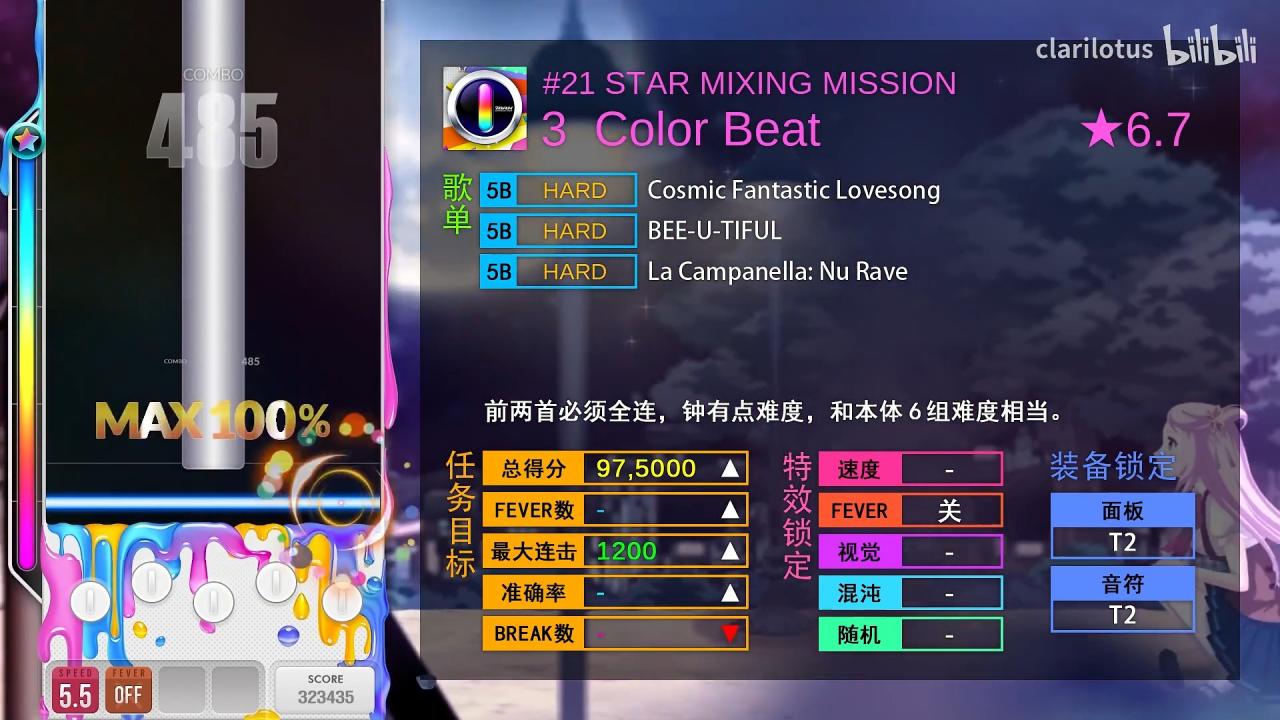 COMBO
485
COMBO 485
MAX 100%
SPEED
5.5
FEVER
OFF
SCORE
323435
clarilotus bilibili
#21 STAR MIXING MISSION
3 Color Beat
★6.7
歌单
5B HARD Cosmic Fantastic Lovesong
5B HARD BEE-U-TIFUL
5B HARD La Campanella: Nu Rave
前两首必须全连，钟有点难度，和本体6组难度相当。
任务目标
总得分 97,5000 ▲
FEVER数 - ▲
最大连击 1200 ▲
准确率 - ▲
BREAK数 - ▼
特效锁定
速度 -
FEVER 关
视觉 -
混沌 -
随机 -
装备锁定
面板
T2
音符
T2